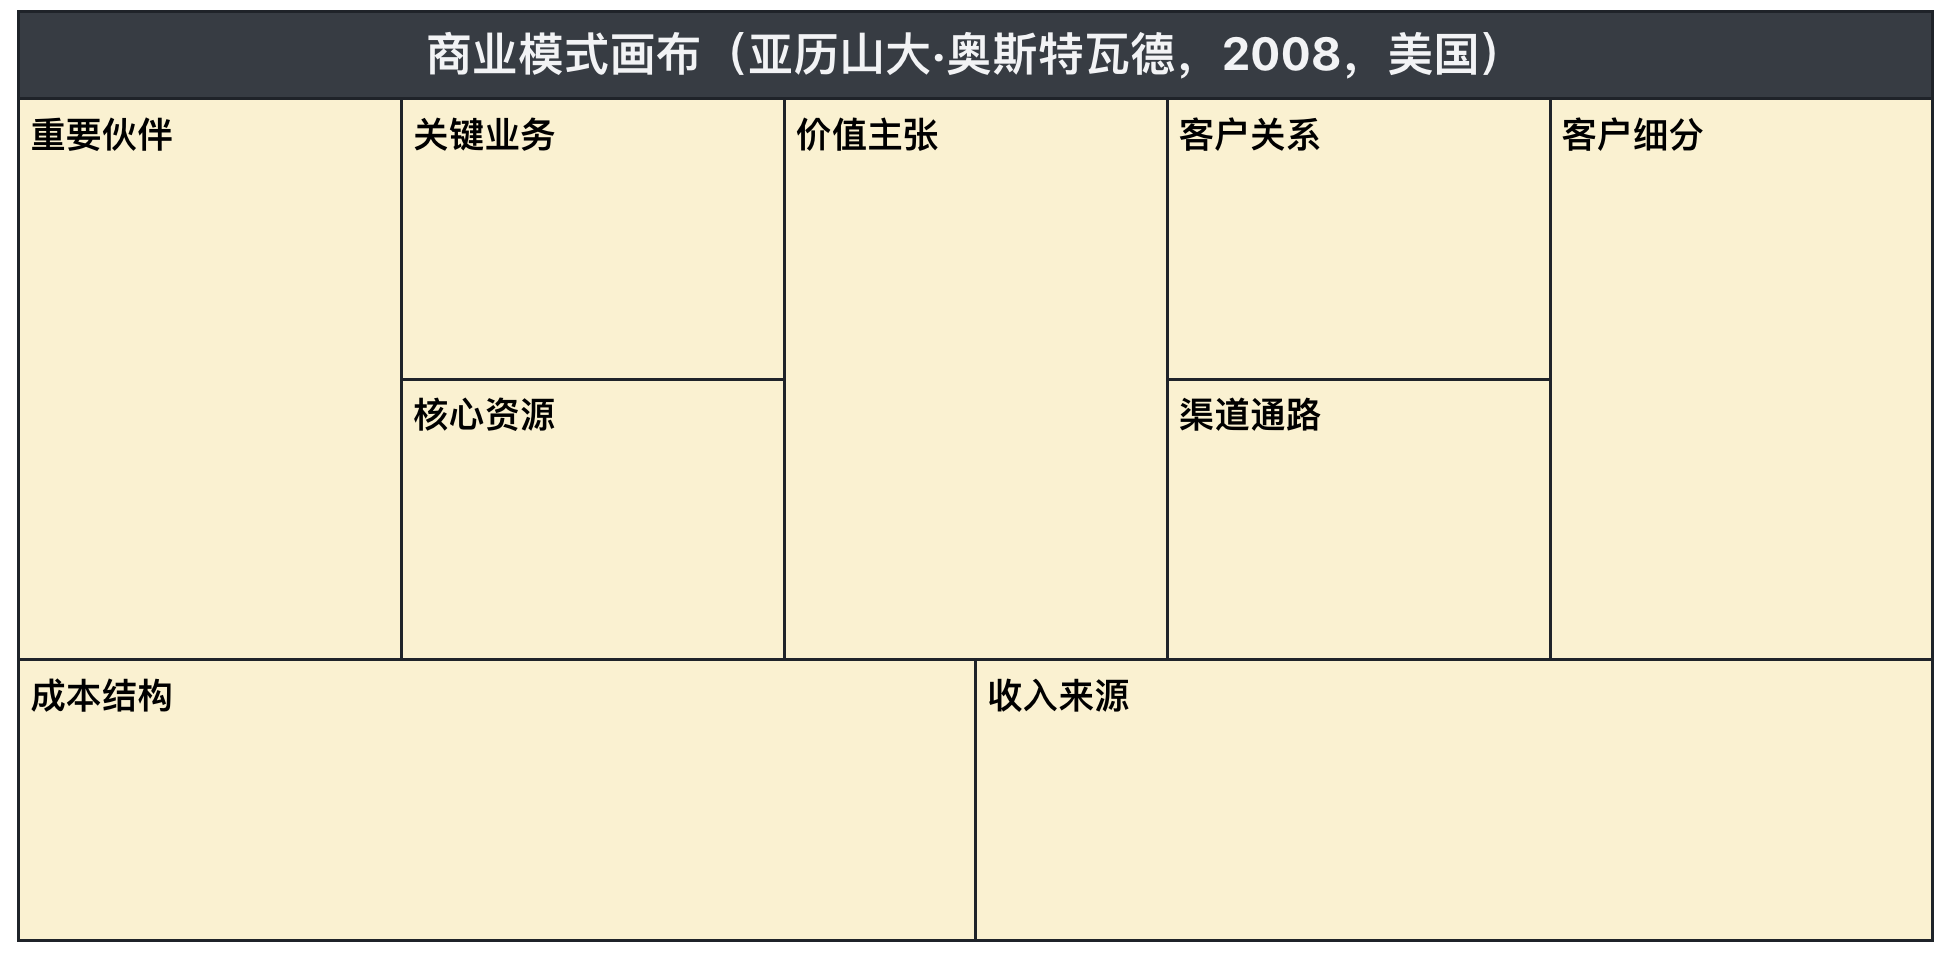 商业模式画布（亚历山大·奥斯特瓦德，2008，美国）
重要伙伴
关键业务
价值主张
客户关系
客户细分
核心资源
渠道通路
成本结构
收入来源